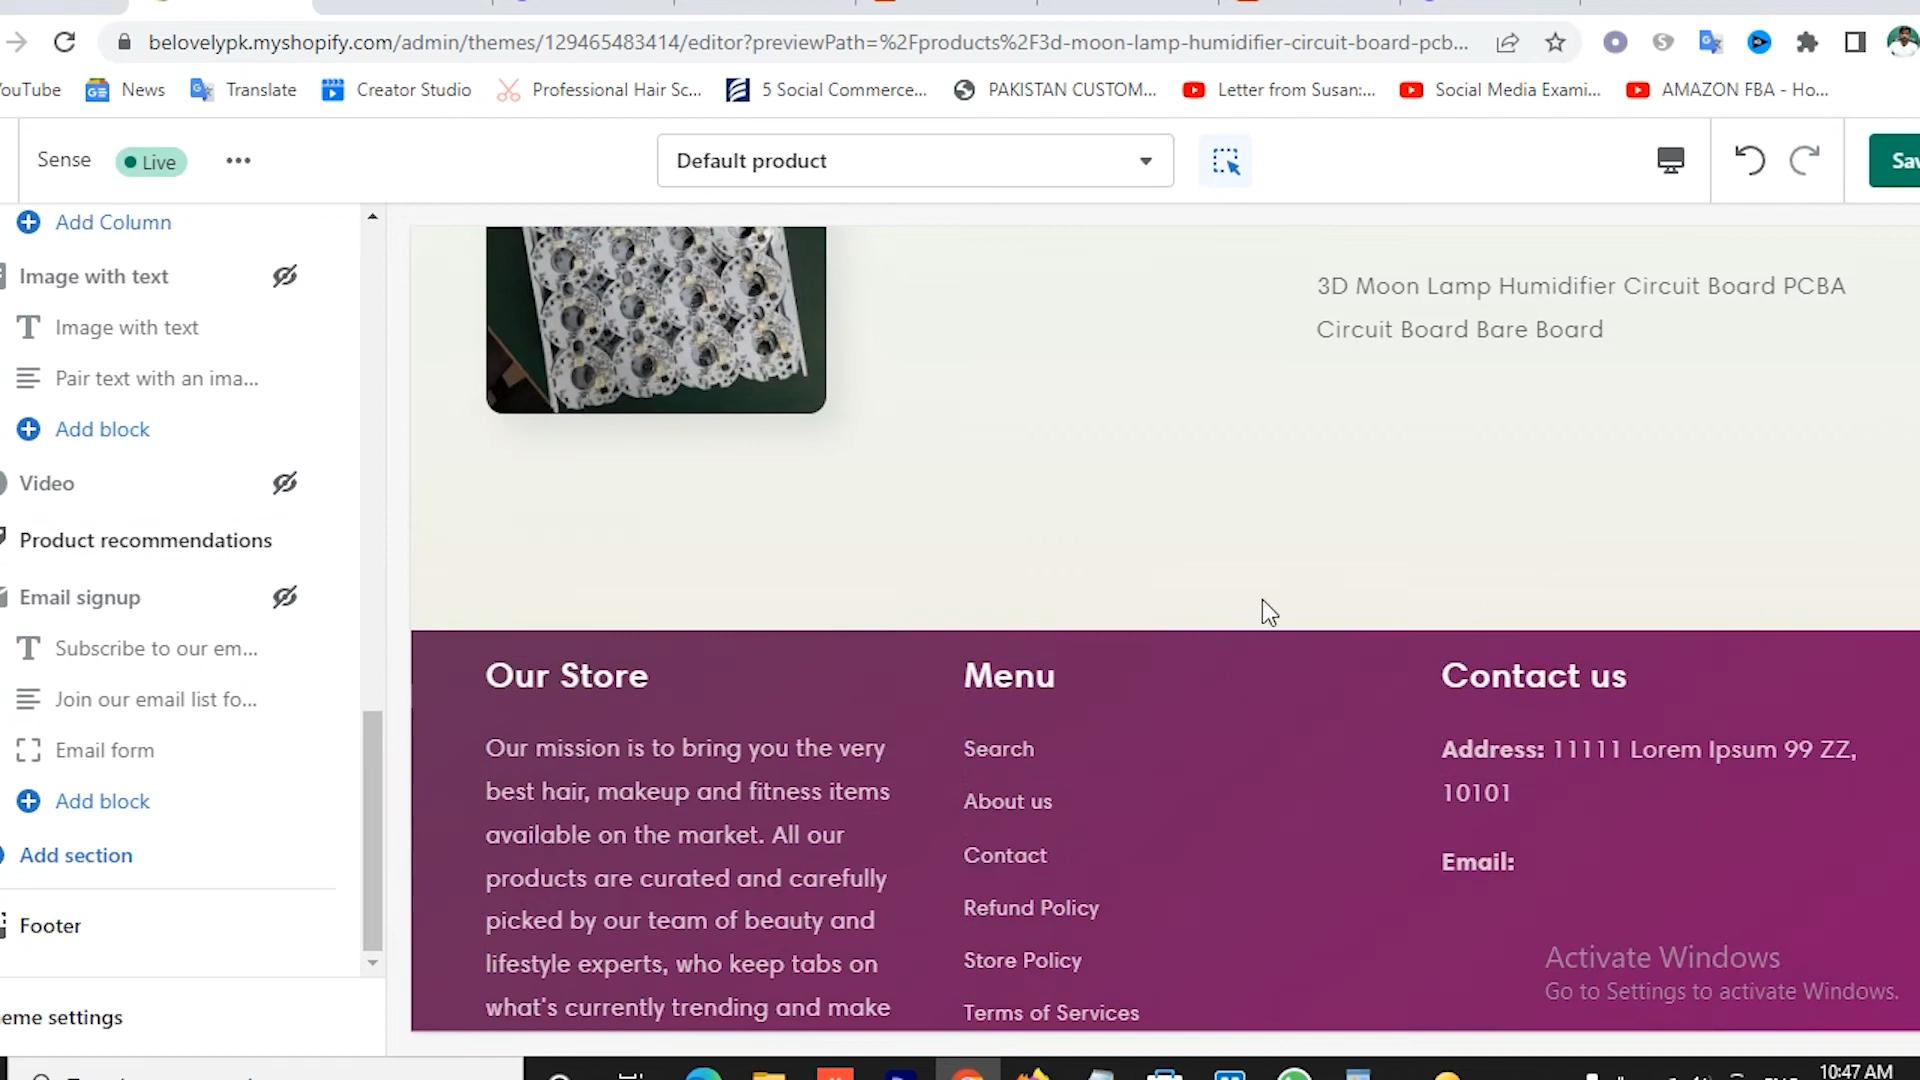 belovelypk.myshopify.com/admin/themes/129465483414/editor?previewPath=%2Fproducts%2F3d-moon-lamp-humidifier-circuit-board-pcb...
News
Translate
Creator Studio
Professional Hair Sc...
5 Social Commerce...
PAKISTAN CUSTOM...
Letter from Susan:...
Social Media Exami...
AMAZON FBA - Ho...
Sense
Live
Default product
Add Column
Image with text
Image with text
Pair text with an ima...
Add block
Video
Product recommendations
Email signup
Subscribe to our em...
Join our email list fo...
Email form
Add block
Add section
Footer
eme settings
3D Moon Lamp Humidifier Circuit Board PCBA
Circuit Board Bare Board
Our Store
Our mission is to bring you the very
best hair, makeup and fitness items
available on the market. All our
products are curated and carefully
picked by our team of beauty and
lifestyle experts, who keep tabs on
what's currently trending and make
Menu
Search
About us
Contact
Refund Policy
Store Policy
Terms of Services
Contact us
Address: 11111 Lorem Ipsum 99 ZZ,
10101
Email:
Activate Windows
Go to Settings to activate Windows.
10:47 AM